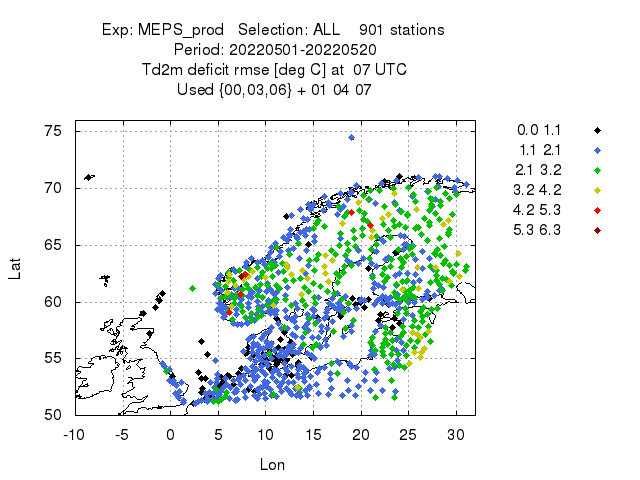 Exp: MEPS_prod   Selection: ALL    901 stations
Period: 20220501-20220520
Td2m deficit rmse [deg C] at  07 UTC
Used {00,03,06} + 01 04 07
0.0 1.1
1.1 2.1
2.1 3.2
3.2 4.2
4.2 5.3
5.3 6.3
75
70
65
60
55
50
Lat
-10 -5 0 5 10 15 20 25 30
Lon